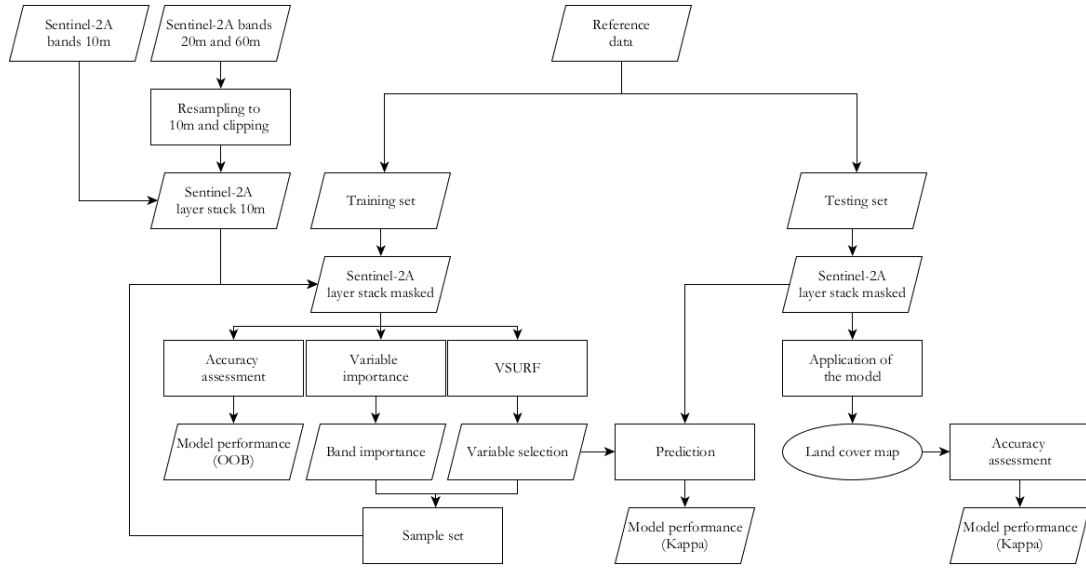 Sentinel-2A
bands 10m
Sentinel-2A bands
20m and 60m
Reference
data
Resampling to
10m and clipping
Sentinel-2A
layer stack 10m
Training set
Testing set
Sentinel-2A
layer stack masked
Sentinel-2A
layer stack masked
Accuracy
assessment
Variable
importance
VSURF
Application of
the model
Model performance
(OOB)
Band importance
Variable selection
Prediction
Land cover map
Accuracy
assessment
Sample set
Model performance
(Kappa)
Model performance
(Kappa)